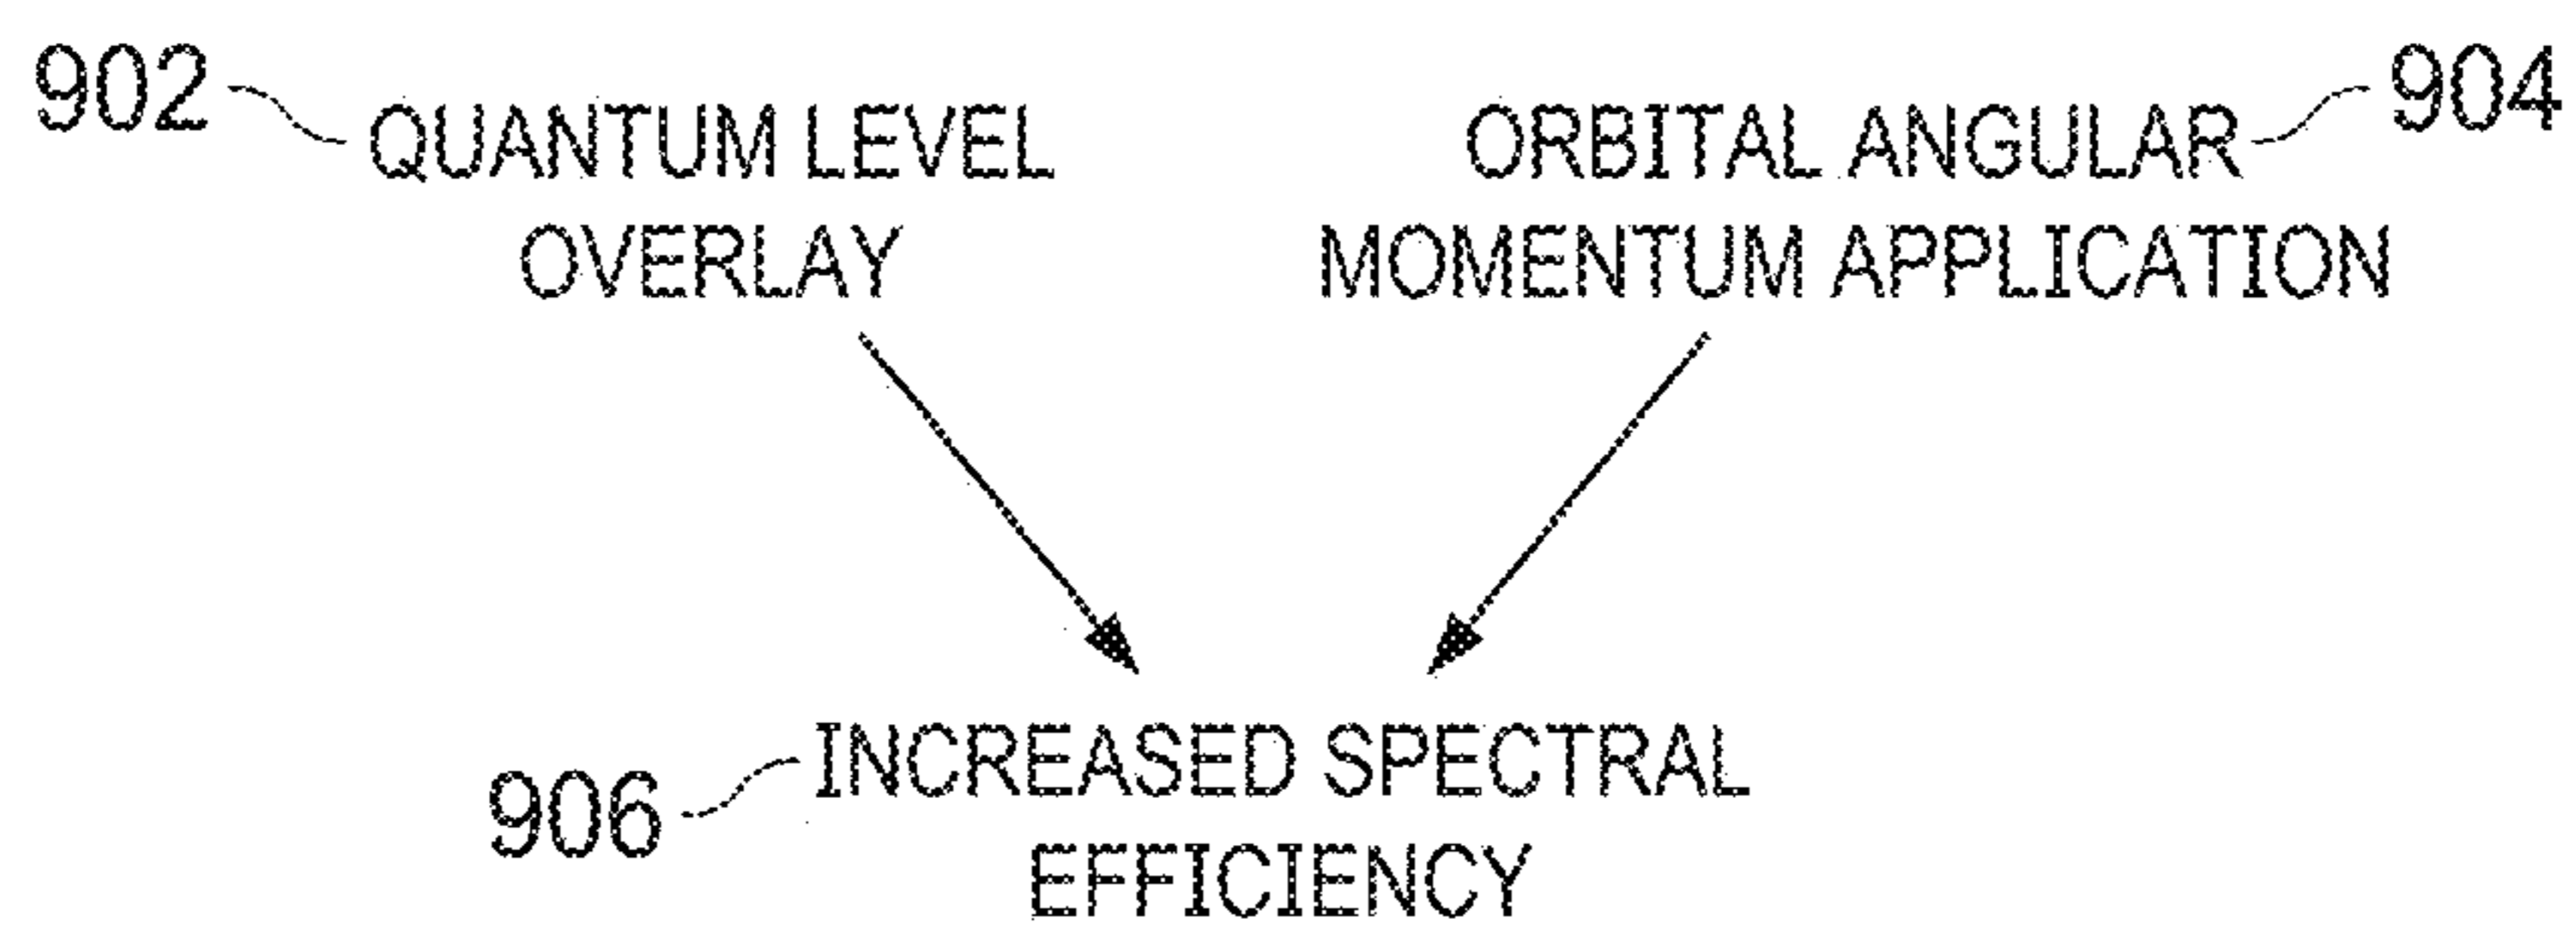 902
QUANTUM LEVEL
OVERLAY
ORBITAL ANGULAR
MOMENTUM APPLICATION
904
906
INCREASED SPECTRAL
EFFICIENCY